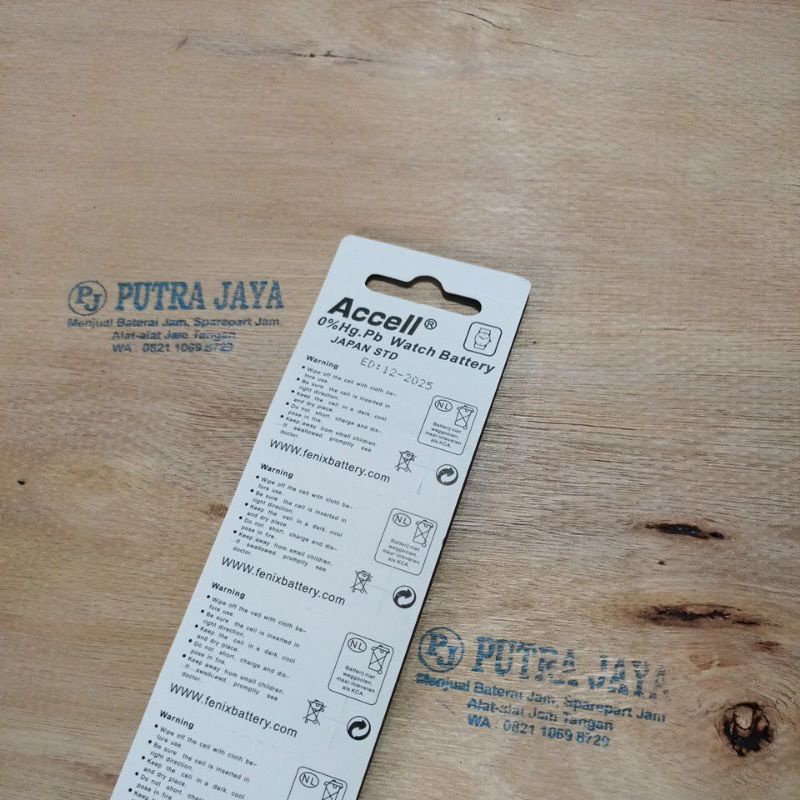 PJ PUTRA JAYA
Menjual Baterai Jam, Sparepart Jam
Alat-alat Jam Tangan
WA : 0821 1069 8729
Accell®
0%Hg.Pb Watch Battery
JAPAN STD
ED:12-2025
Warning
• Wipe off the cell with cloth be-
fore use.
• Be sure the cell is inserted in
right direction.
• Keep the cell in a dark, cool
and dry place.
• Do not short, charge and dis-
pose in fire.
• Keep away from small children.
...If swallowed, promptly see
doctor.
NL
Batterij niet
weggooien,
maar inleveren
als KCA.
www.fenixbattery.com
Warning
• Wipe off the cell with cloth be-
fore use.
• Be sure the cell is inserted in
right direction.
• Keep the cell in a dark, cool
and dry place.
• Do not short, charge and dis-
pose in fire.
• Keep away from small children.
...If swallowed, promptly see
doctor.
NL
Batterij niet
weggooien,
maar inleveren
als KCA.
www.fenixbattery.com
Warning
• Wipe off the cell with cloth be-
fore use.
• Be sure the cell is inserted in
right direction.
• Keep the cell in a dark, cool
and dry place.
• Do not short, charge and dis-
pose in fire.
• Keep away from small children.
...If swallowed, promptly see
doctor.
NL
Batterij niet
weggooien,
maar inleveren
als KCA.
www.fenixbattery.com
Warning
• Wipe off the cell with cloth be-
fore use.
• Be sure the cell is inserted in
right direction.
• Keep the cell in a dark, cool
and dry place.
• Do not short, charge
pose in fire.
• Keep away from small
NL
PJ PUTRA JAYA
Menjual Baterai Jam, Sparepart Jam
Alat-alat Jam Tangan
WA : 0821 1069 8729